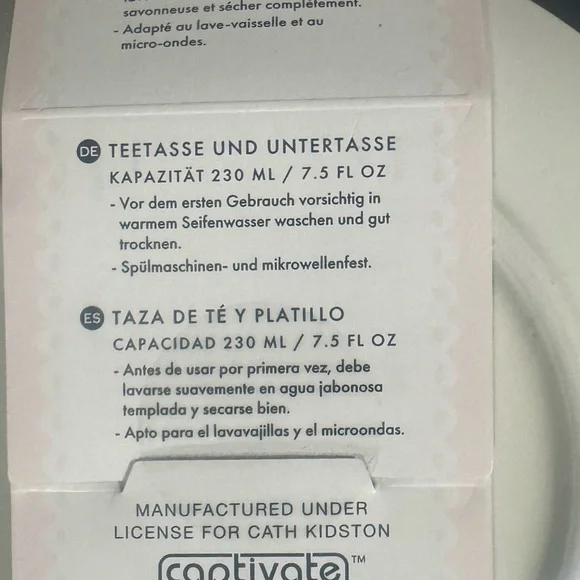 savonneuse et sécher complètement.
- Adapté au lave-vaisselle et au
micro-ondes.
DE TEETASSE UND UNTERTASSE
KAPAZITÄT 230 ML / 7.5 FL OZ
- Vor dem ersten Gebrauch vorsichtig in
warmem Seifenwasser waschen und gut
trocknen.
- Spülmaschinen- und mikrowellenfest.
ES TAZA DE TÉ Y PLATILLO
CAPACIDAD 230 ML / 7.5 FL OZ
- Antes de usar por primera vez, debe
lavarse suavemente en agua jabonosa
templada y secarse bien.
- Apto para el lavavajillas y el microondas.
MANUFACTURED UNDER
LICENSE FOR CATH KIDSTON
captivate™